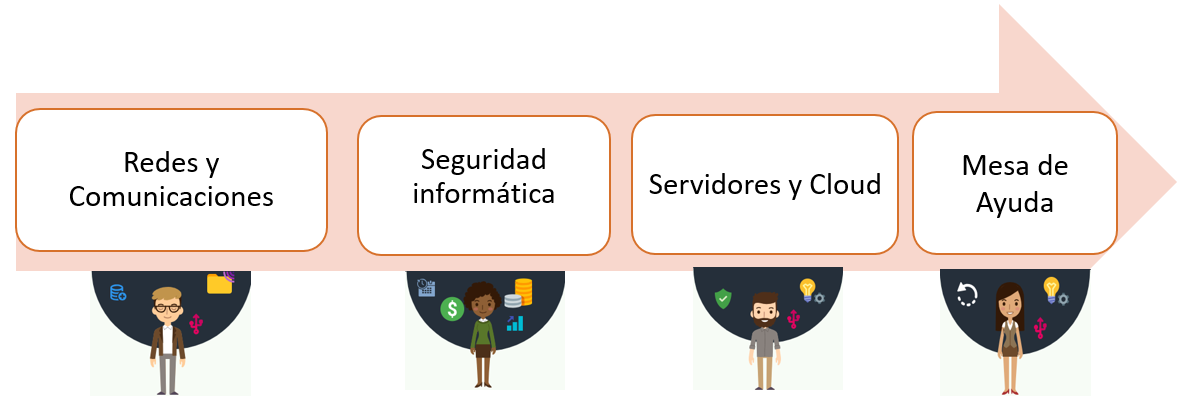 Redes y
Comunicaciones
Seguridad
informática
Servidores y Cloud
Mesa de
Ayuda